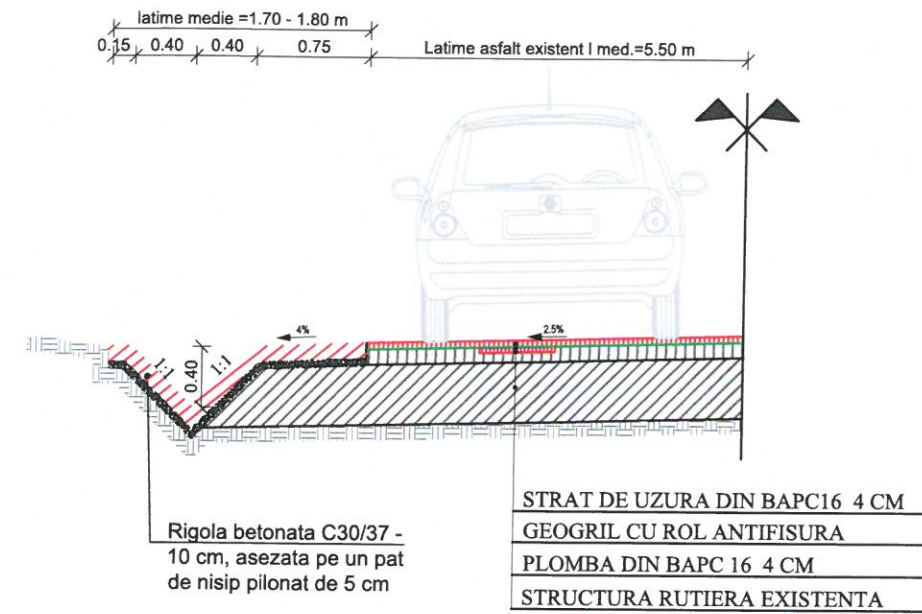 latime medie =1.70 - 1.80 m
0.15 0.40 0.40 0.75 Latime asfalt existent l med.=5.50 m
4% 2.5%
1:1 0.40 1:1
Rigola betonata C30/37 -
10 cm, asezata pe un pat
de nisip pilonat de 5 cm
STRAT DE UZURA DIN BAPC16 4 CM
GEOGRIL CU ROL ANTIFISURA
PLOMBA DIN BAPC 16 4 CM
STRUCTURA RUTIERA EXISTENTA